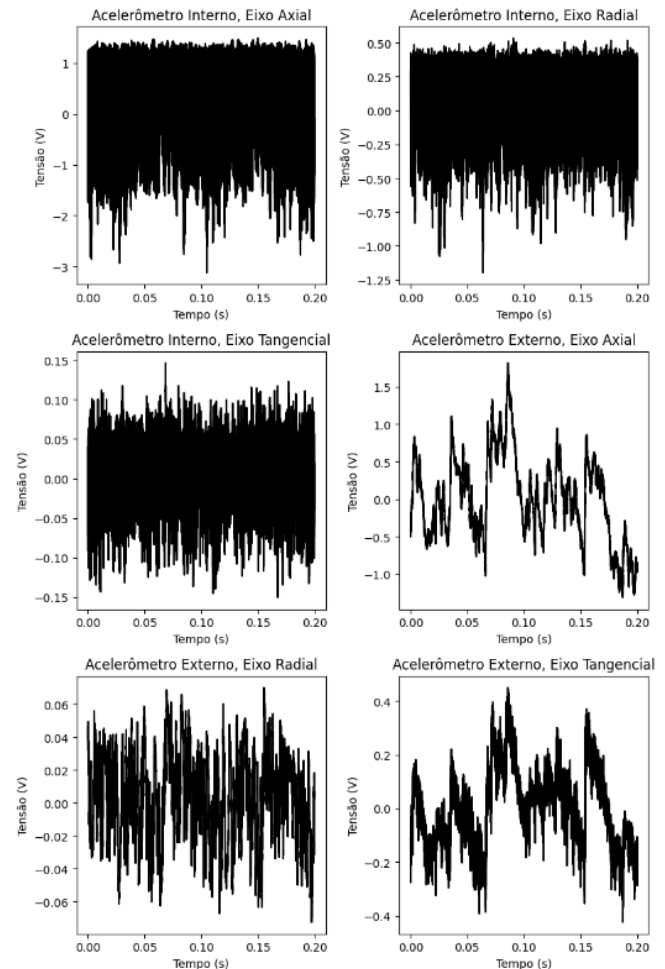 Acelerômetro Interno, Eixo Axial
1
0
−1
−2
−3
Tensão (V)
0.00 0.05 0.10 0.15 0.20
Tempo (s)
Acelerômetro Interno, Eixo Radial
0.50
0.25
0.00
−0.25
−0.50
−0.75
−1.00
−1.25
Tensão (V)
0.00 0.05 0.10 0.15 0.20
Tempo (s)
Acelerômetro Interno, Eixo Tangencial
0.15
0.10
0.05
0.00
−0.05
−0.10
−0.15
Tensão (V)
0.00 0.05 0.10 0.15 0.20
Tempo (s)
Acelerômetro Externo, Eixo Axial
1.5
1.0
0.5
0.0
−0.5
−1.0
Tensão (V)
0.00 0.05 0.10 0.15 0.20
Tempo (s)
Acelerômetro Externo, Eixo Radial
0.06
0.04
0.02
0.00
−0.02
−0.04
−0.06
Tensão (V)
0.00 0.05 0.10 0.15 0.20
Tempo (s)
Acelerômetro Externo, Eixo Tangencial
0.4
0.2
0.0
−0.2
−0.4
Tensão (V)
0.00 0.05 0.10 0.15 0.20
Tempo (s)